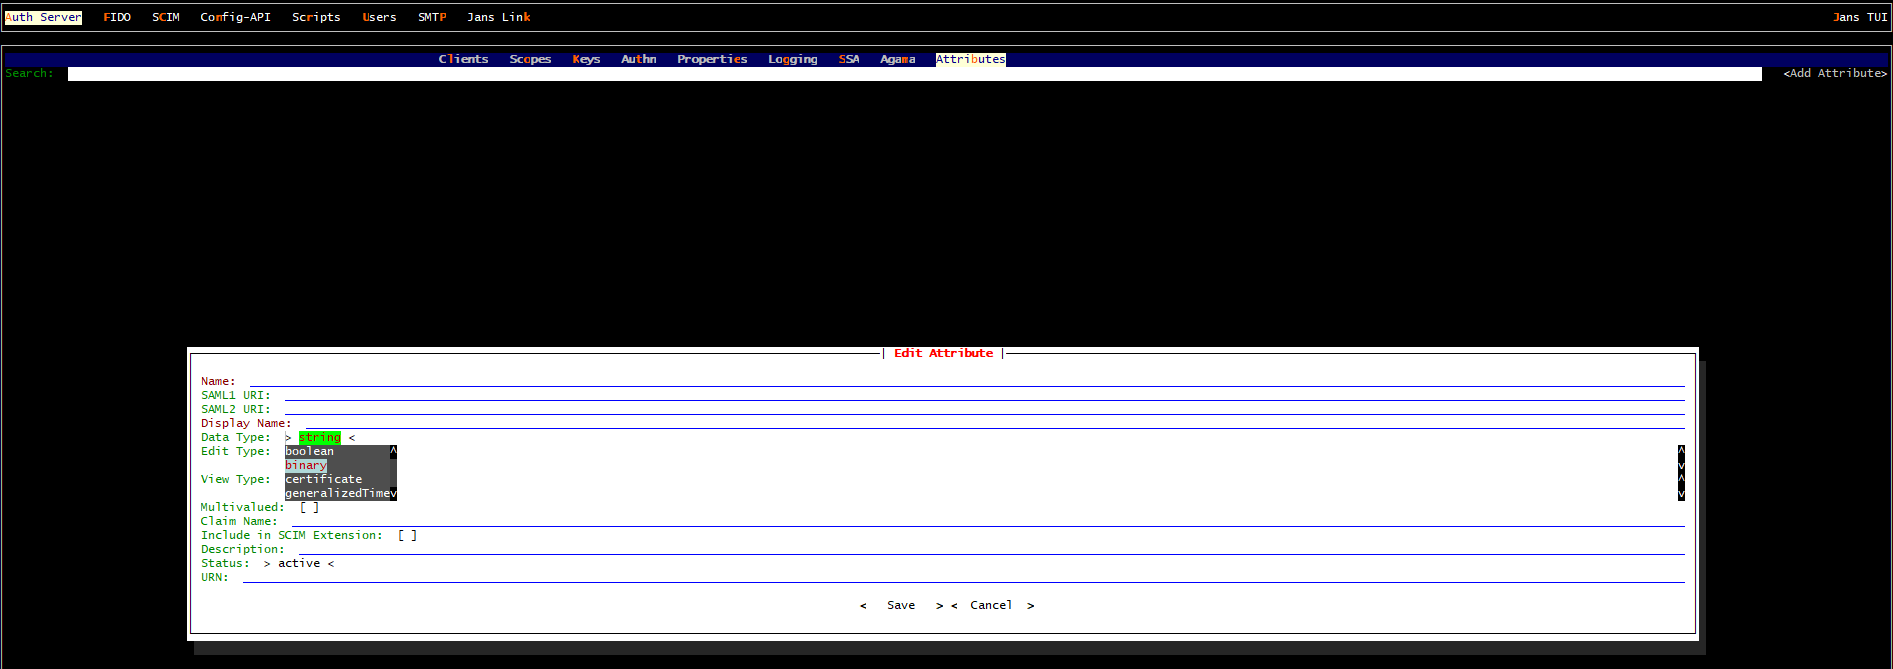 Auth Server FIDO SCIM Config-API Scripts Users SMTP Jans Link Jans TUI
Clients Scopes Keys Authn Properties Logging SSA Agama Attributes
Search: <Add Attribute>
| Edit Attribute |
Name:
SAML1 URI:
SAML2 URI:
Display Name:
Data Type: > string <
Edit Type: boolean ^ ^
binary v
View Type: certificate ^
generalizedTimev v
Multivalued: [ ]
Claim Name:
Include in SCIM Extension: [ ]
Description:
Status: > active <
URN:
< Save > < Cancel >